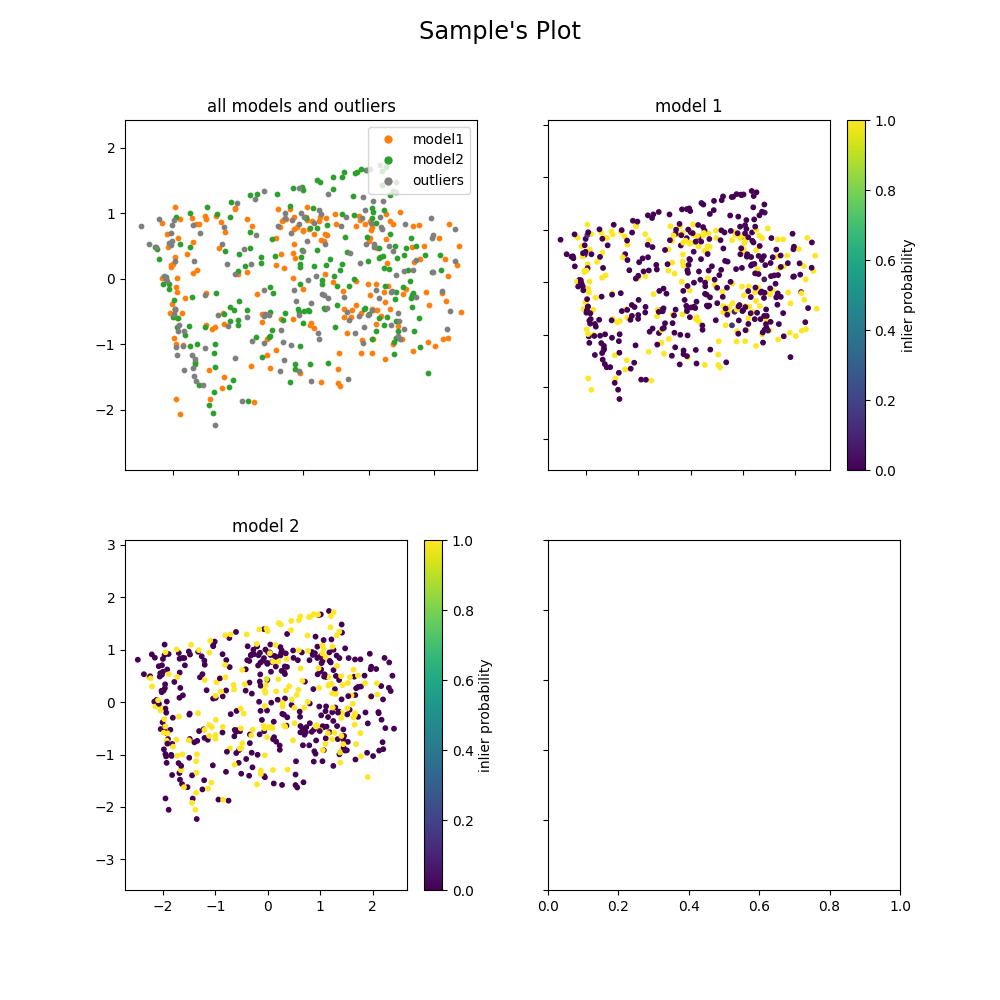 Sample's Plot
all models and outliers
model1
model2
outliers
2
1
0
−1
−2
model 1
1.0
0.8
0.6
0.4
0.2
0.0
inlier probability
model 2
3
2
1
0
−1
−2
−3
−2 −1 0 1 2
1.0
0.8
0.6
0.4
0.2
0.0
inlier probability
0.0 0.2 0.4 0.6 0.8 1.0